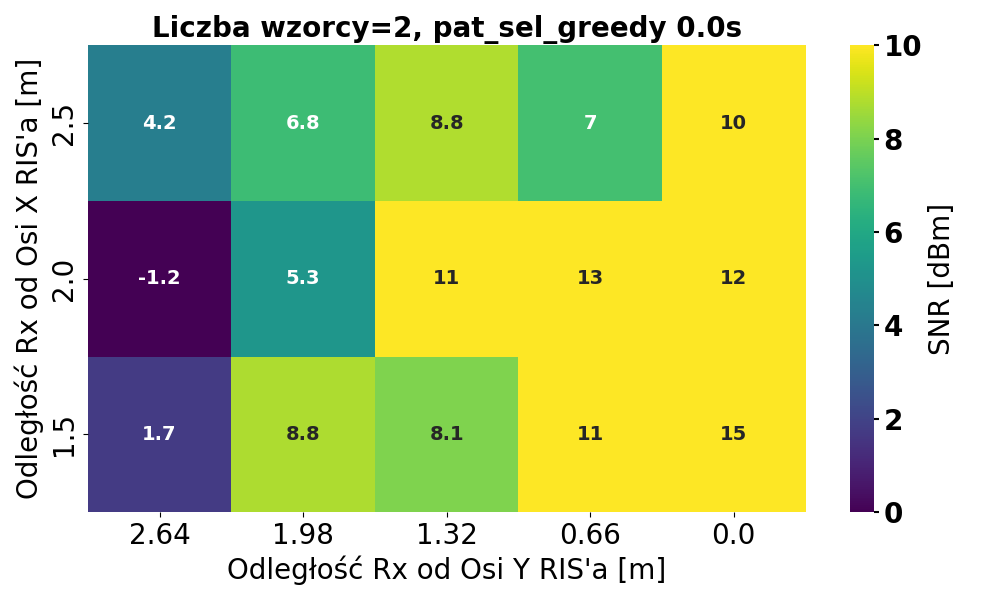 Liczba wzorcy=2, pat_sel_greedy 0.0s
Odległość Rx od Osi X RIS'a [m]
2.5
2.0
1.5
4.2 6.8 8.8 7 10
-1.2 5.3 11 13 12
1.7 8.8 8.1 11 15
2.64 1.98 1.32 0.66 0.0
Odległość Rx od Osi Y RIS'a [m]
10
8
6
4
2
0
SNR [dBm]